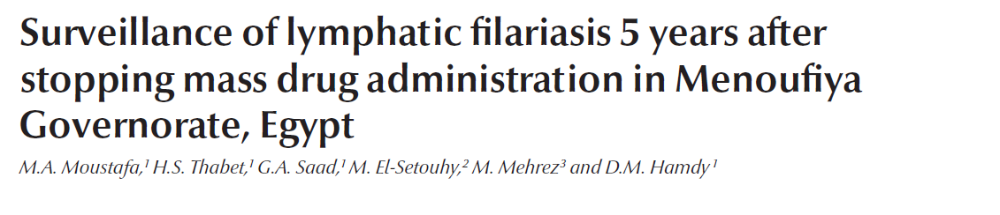 Surveillance of lymphatic filariasis 5 years after
stopping mass drug administration in Menoufiya
Governorate, Egypt
M.A. Moustafa,¹ H.S. Thabet,¹ G.A. Saad,¹ M. El-Setouhy,² M. Mehrez³ and D.M. Hamdy¹